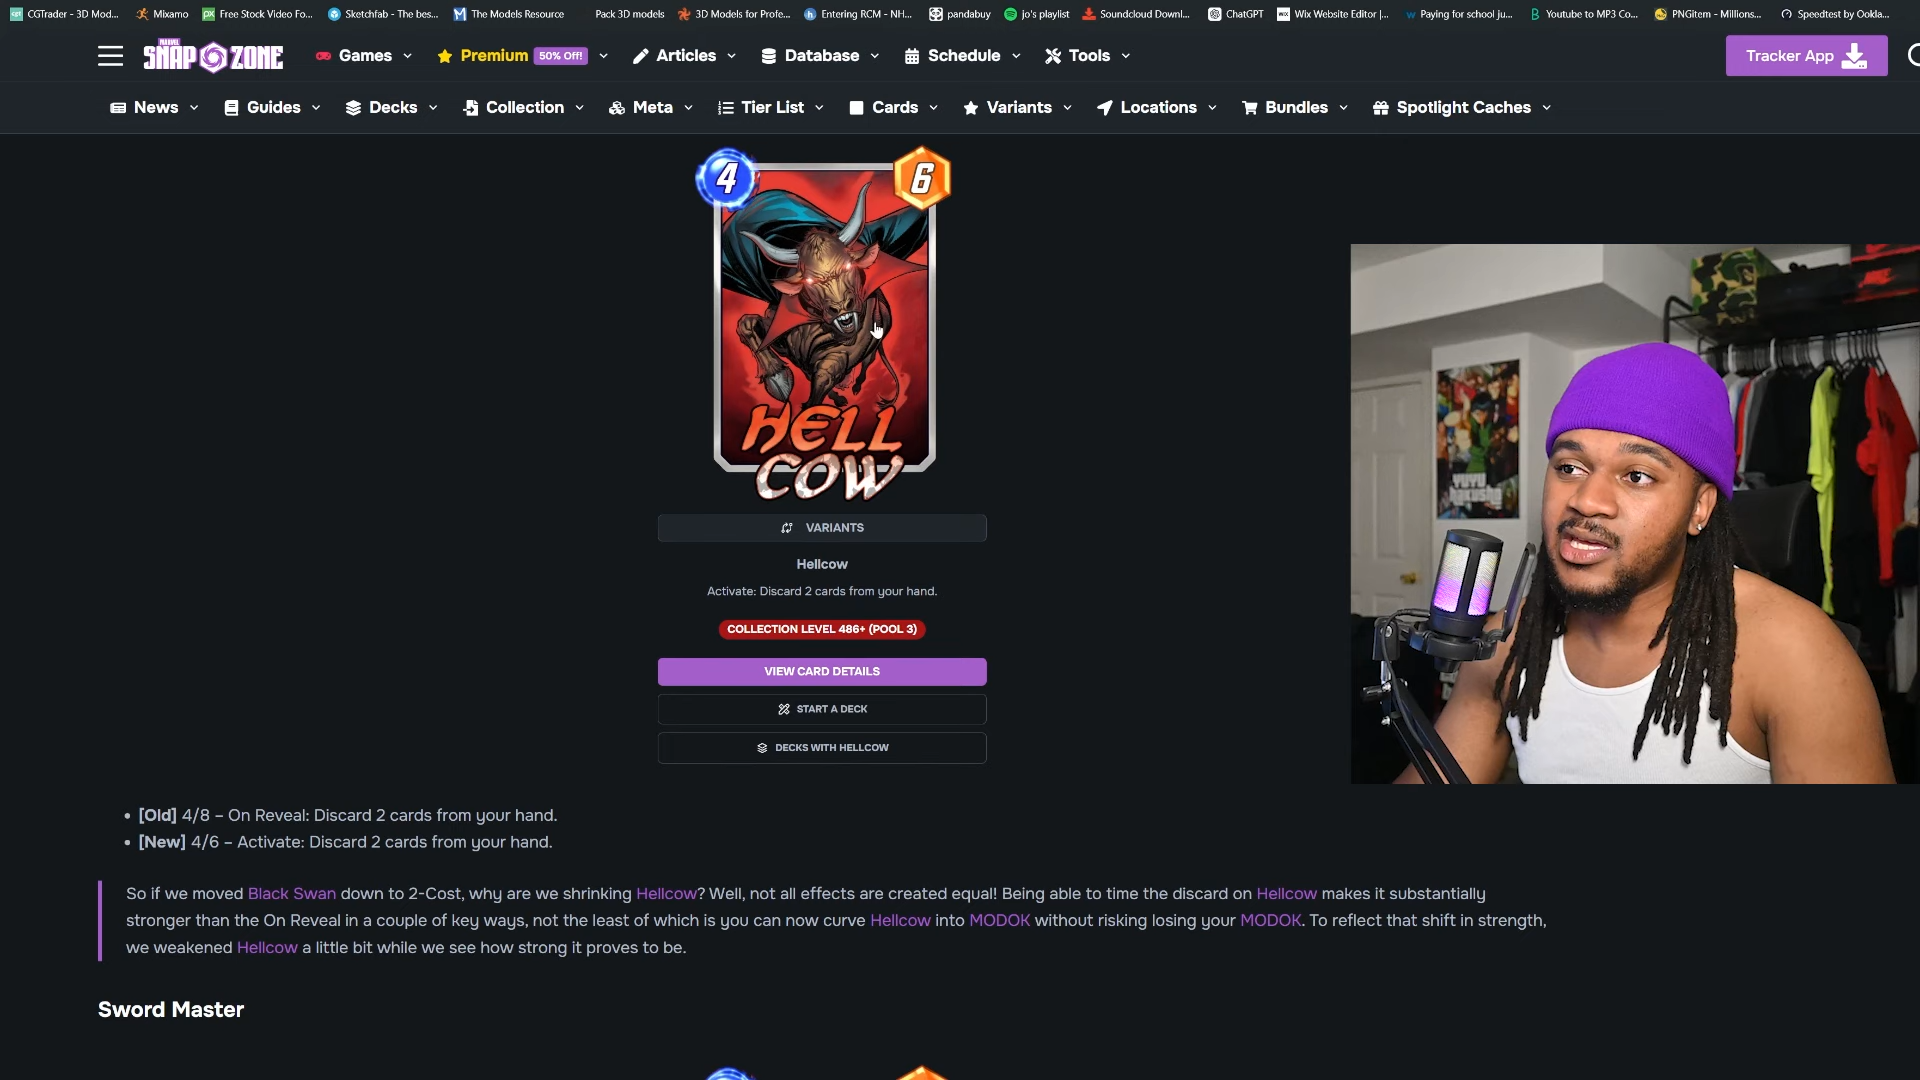 CGTrader - 3D Mod...
Mixamo
Free Stock Video Fo...
Sketchfab - The bes...
The Models Resource
Pack 3D models
3D Models for Profe...
Entering RCM - NH...
pandabuy
jo's playlist
Soundcloud Downl...
ChatGPT
Wix Website Editor |...
Paying for school ju...
Youtube to MP3 Co...
PNGitem - Millions...
Speedtest by Ookla...
MARVEL
SNAP ZONE
Games
Premium 50% Off!
Articles
Database
Schedule
Tools
Tracker App
News
Guides
Decks
Collection
Meta
Tier List
Cards
Variants
Locations
Bundles
Spotlight Caches
4
6
HELL
COW
VARIANTS
Hellcow
Activate: Discard 2 cards from your hand.
COLLECTION LEVEL 486+ (POOL 3)
VIEW CARD DETAILS
START A DECK
DECKS WITH HELLCOW
YUYU
HAKUSHO
• [Old] 4/8 – On Reveal: Discard 2 cards from your hand.
• [New] 4/6 – Activate: Discard 2 cards from your hand.
So if we moved Black Swan down to 2-Cost, why are we shrinking Hellcow? Well, not all effects are created equal! Being able to time the discard on Hellcow makes it substantially
stronger than the On Reveal in a couple of key ways, not the least of which is you can now curve Hellcow into MODOK without risking losing your MODOK. To reflect that shift in strength,
we weakened Hellcow a little bit while we see how strong it proves to be.
Sword Master